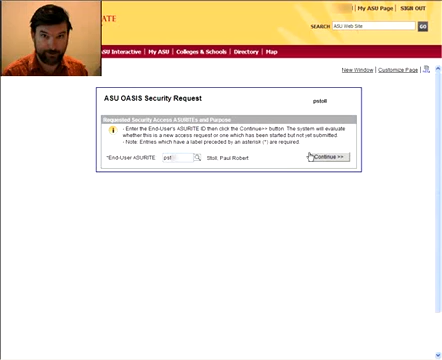 My ASU Page | SIGN OUT
ATE
SEARCH ASU Web Site GO
SU Interactive | My ASU | Colleges & Schools | Directory | Map
New Window | Customize Page
ASU OASIS Security Request
pstoll
Requested Security Access ASURITEs and Purpose
- Enter the End-User's ASURITE ID then click the Continue>> button. The system will evaluate
whether this is a new access request or one which has been started but not yet submitted.
- Note: Entries which have a label preceded by an asterisk (*) are required.
*End-User ASURITE pst Stoll, Paul Robert Continue >>